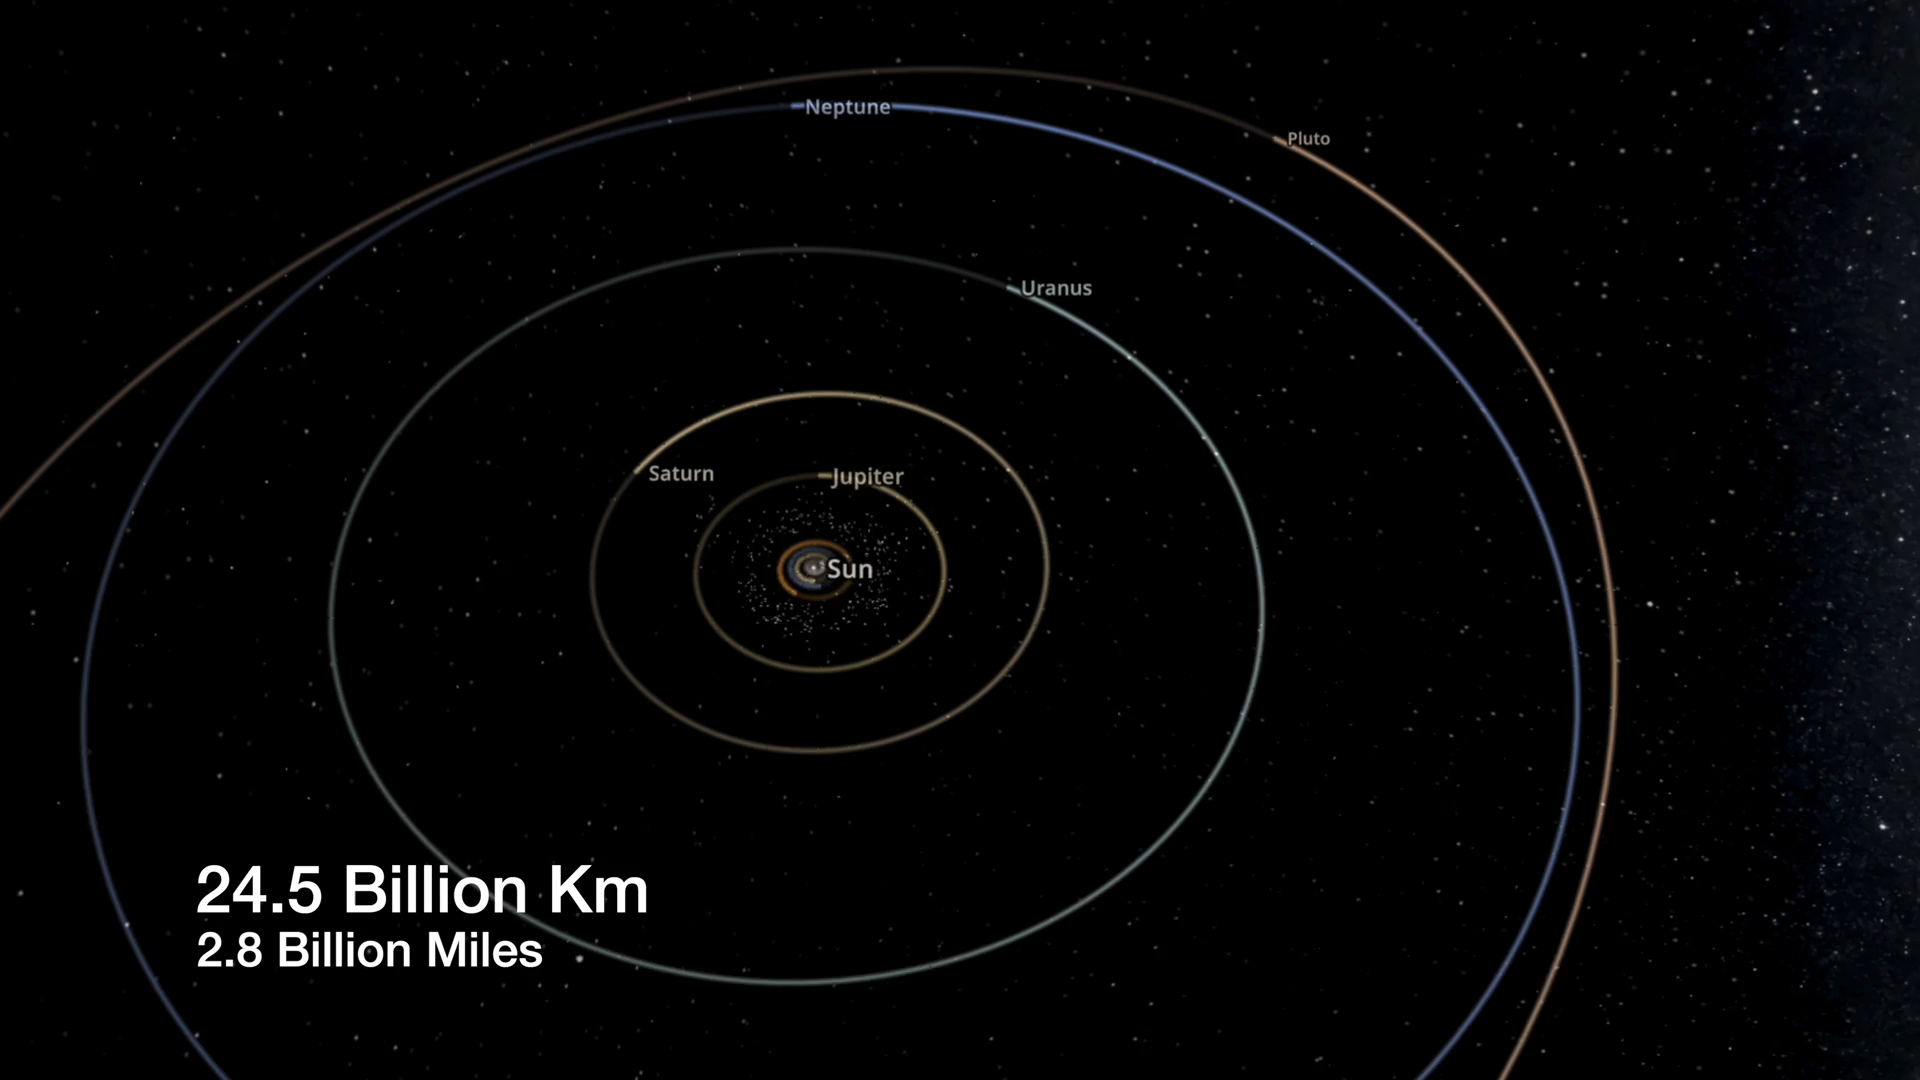 Neptune
Pluto
Uranus
Saturn
Jupiter
Sun
24.5 Billion Km
2.8 Billion Miles